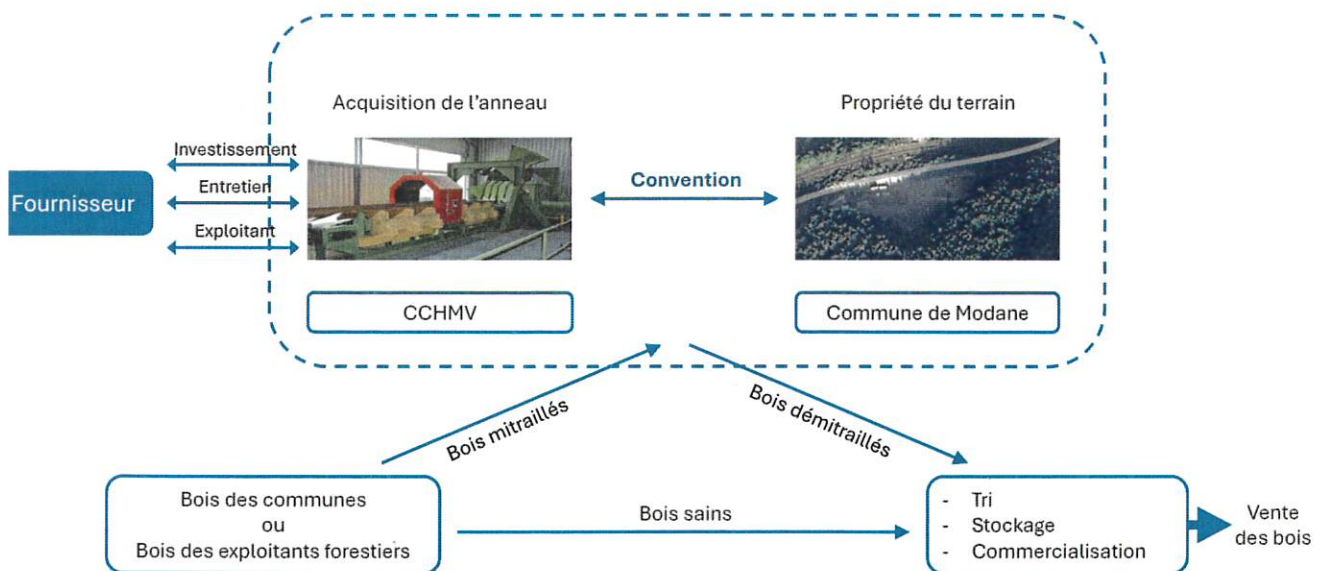 Acquisition de l'anneau
Propriété du terrain
Fournisseur
Investissement
Entretien
Exploitant
Convention
CCHMV
Commune de Modane
Bois mitraillés
Bois démitraillés
Bois des communes
ou
Bois des exploitants forestiers
Bois sains
- Tri
- Stockage
- Commercialisation
Vente
des bois